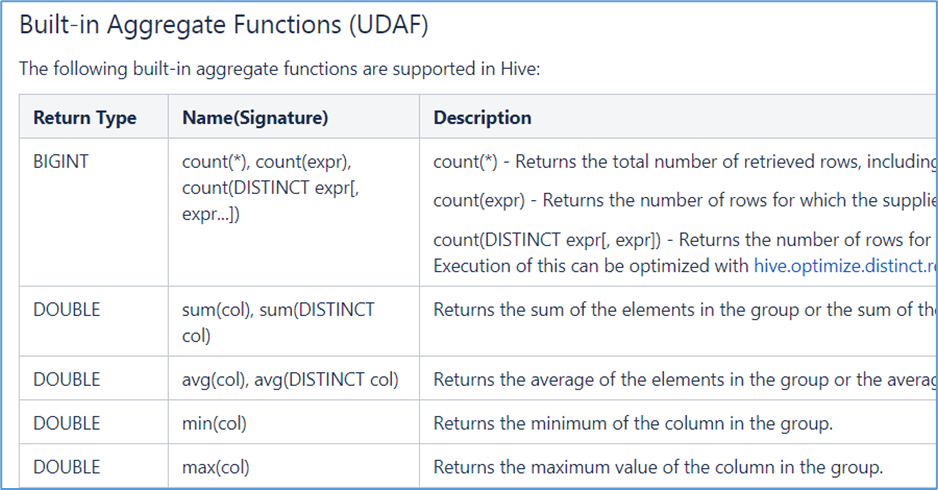 Built-in Aggregate Functions (UDAF)
The following built-in aggregate functions are supported in Hive:
Return Type Name(Signature) Description
BIGINT count(*), count(expr), count(*) - Returns the total number of retrieved rows, including
count(DISTINCT expr[, count(expr) - Returns the number of rows for which the supplie
expr...]) count(DISTINCT expr[, expr]) - Returns the number of rows for
Execution of this can be optimized with hive.optimize.distinct.r
DOUBLE sum(col), sum(DISTINCT Returns the sum of the elements in the group or the sum of the
col)
DOUBLE avg(col), avg(DISTINCT col) Returns the average of the elements in the group or the averag
DOUBLE min(col) Returns the minimum of the column in the group.
DOUBLE max(col) Returns the maximum value of the column in the group.